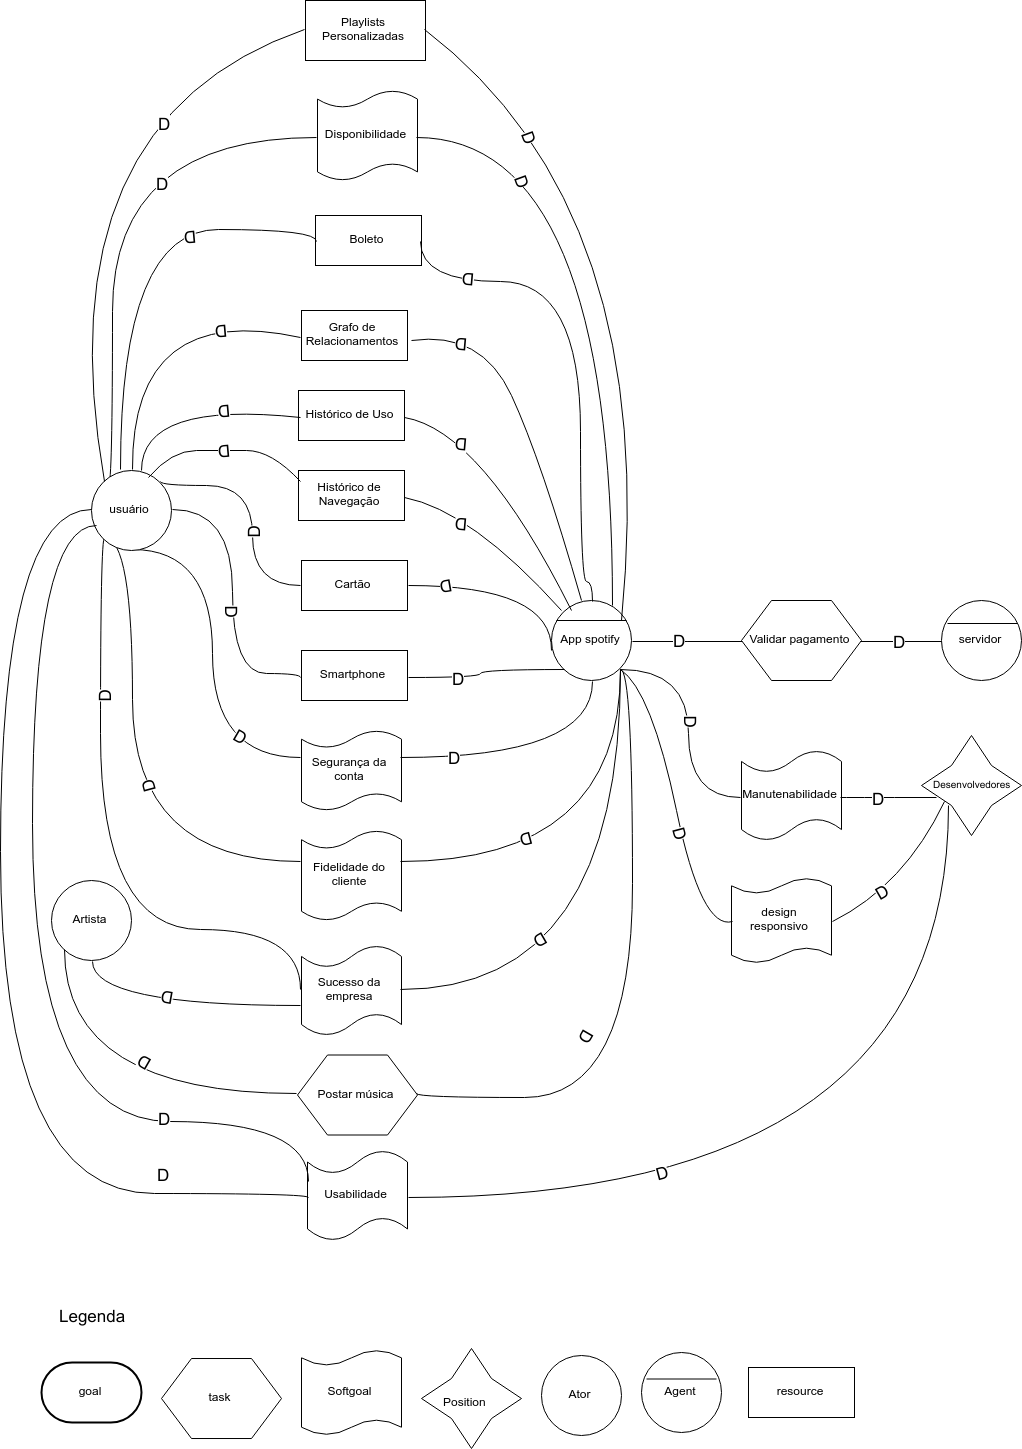 Playlists
Personalizadas
D
D
Disponibilidade
D
D
Boleto
D
D
Grafo de
Relacionamentos
D
D
Histórico de Uso
D
D
Histórico de
Navegação
D
D
usuário
Cartão
D
D
Smartphone
D
D
App spotify
D
Validar pagamento
D
servidor
Segurança da
conta
D
D
D
Manutenabilidade
D
Desenvolvedores
Fidelidade do
cliente
D
D
D
design
responsivo
D
Artista
Sucesso da
empresa
D
D
D
Postar música
D
D
Usabilidade
D
D
D
Legenda
goal
task
Softgoal
Position
Ator
Agent
resource